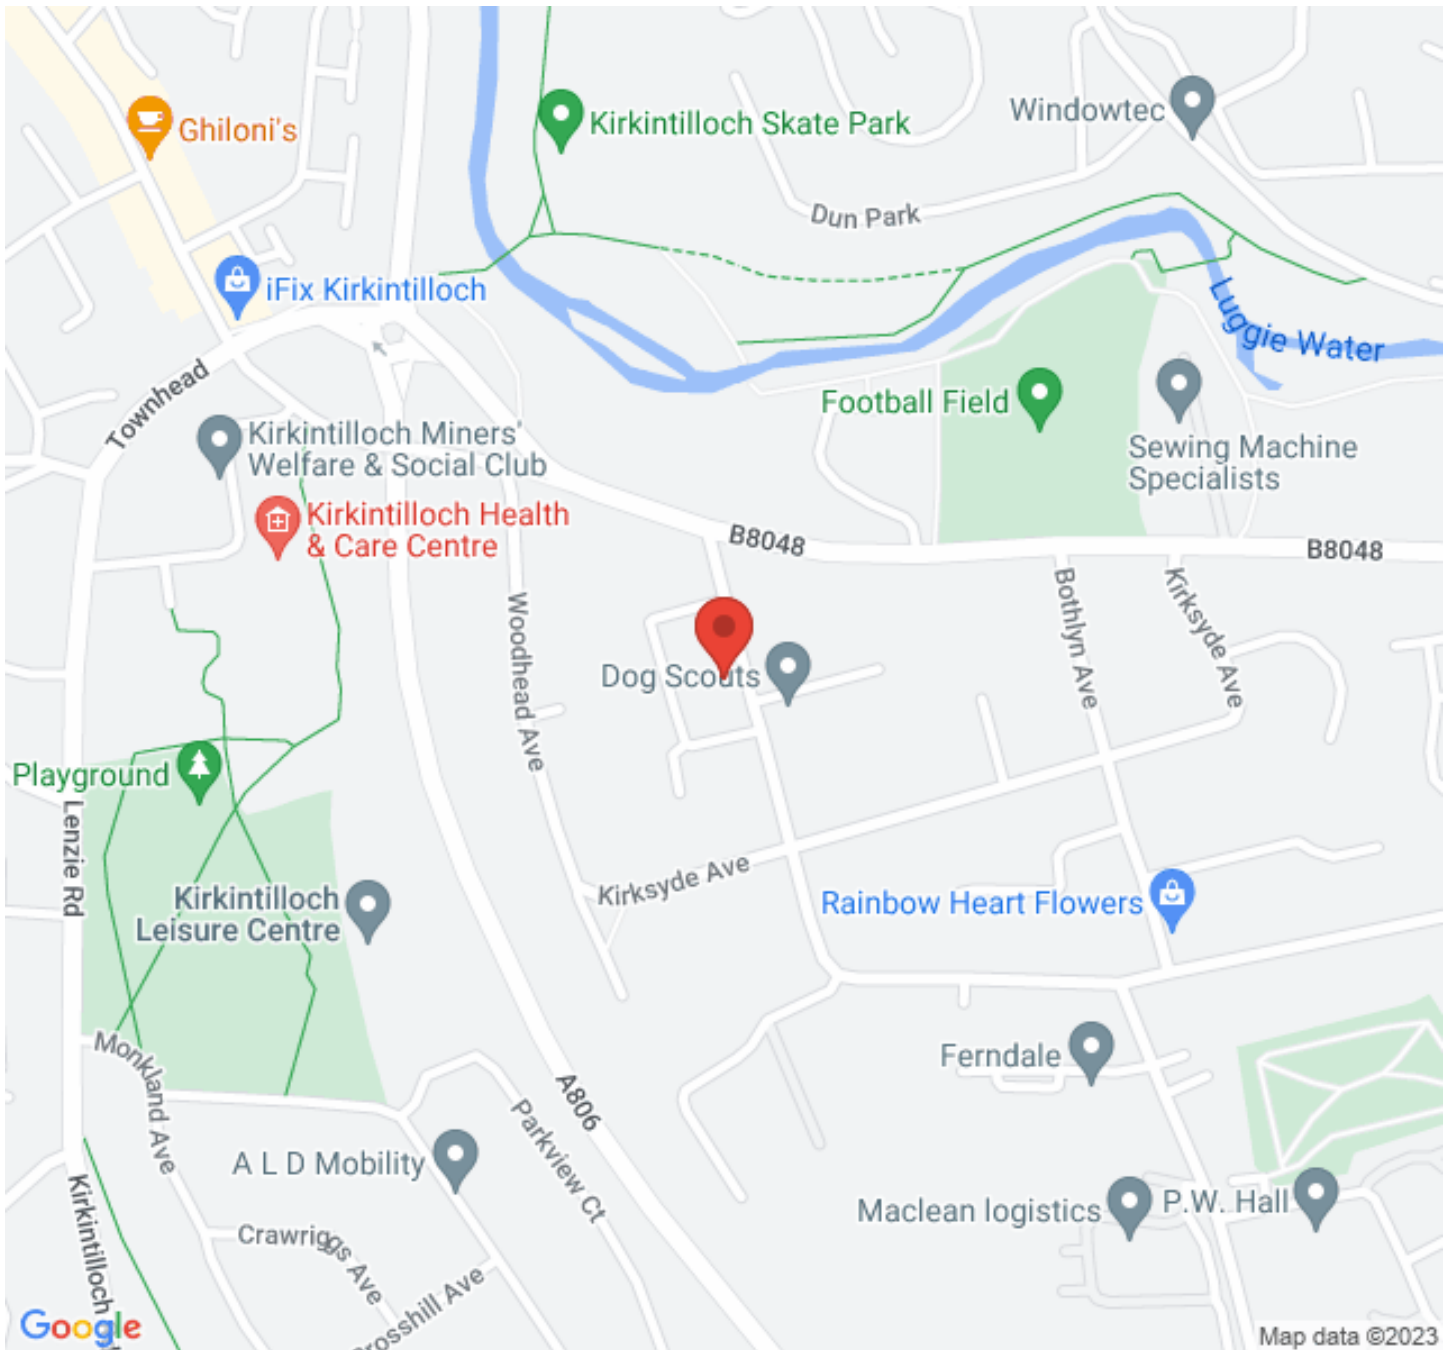 Ghiloni's
Kirkintilloch Skate Park
Windowtec
Dun Park
iFix Kirkintilloch
Luggie Water
Townhead
Football Field
Kirkintilloch Miners'
Welfare & Social Club
Sewing Machine
Specialists
Kirkintilloch Health
& Care Centre
B8048
B8048
Woodhead Ave
Bothlyn Ave
Kirksyde Ave
Dog Scouts
Playground
Lenzie Rd
Kirksyde Ave
Kirkintilloch
Leisure Centre
Rainbow Heart Flowers
Monkland Ave
Ferndale
A806
Parkview Ct
A L D Mobility
Kirkintilloch
Maclean logistics
P.W. Hall
Crawriggs Ave
Crosshill Ave
Google
Map data ©2023